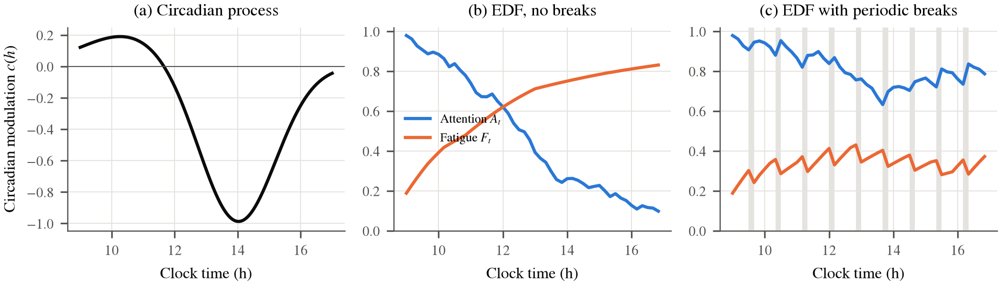 (a) Circadian process
Circadian modulation c(h)
0.2
0.0
−0.2
−0.4
−0.6
−0.8
−1.0
10 12 14 16
Clock time (h)
(b) EDF, no breaks
1.0
0.8
0.6
0.4
0.2
0.0
Attention Aₜ
Fatigue Fₜ
10 12 14 16
Clock time (h)
(c) EDF with periodic breaks
1.0
0.8
0.6
0.4
0.2
0.0
10 12 14 16
Clock time (h)